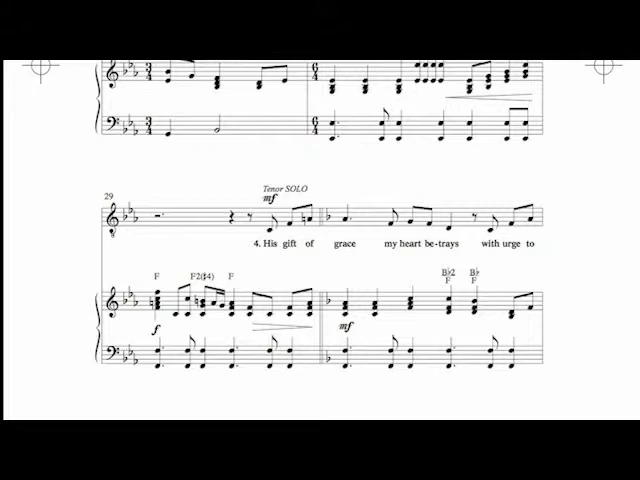 29
Tenor SOLO
mf
4. His gift of grace my heart be-trays with urge to
F F2(♮4) F B♭2 B♭
F F
f mf